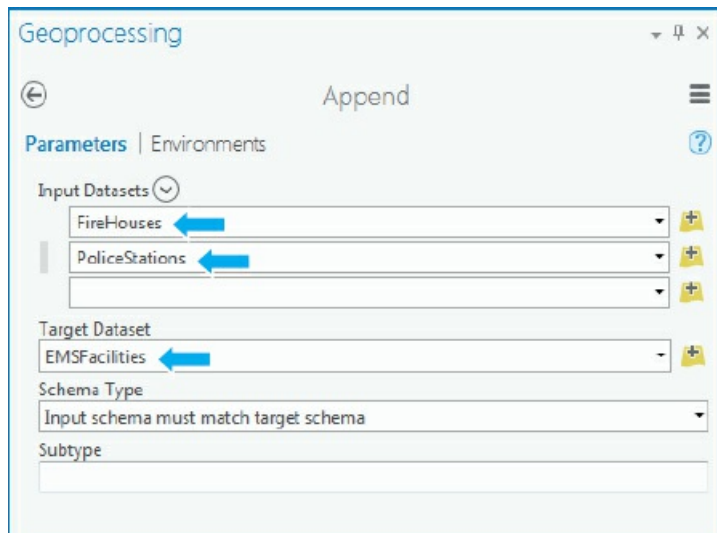 Geoprocessing
Append
Parameters | Environments
Input Datasets
FireHouses
PoliceStations
Target Dataset
EMSFacilities
Schema Type
Input schema must match target schema
Subtype